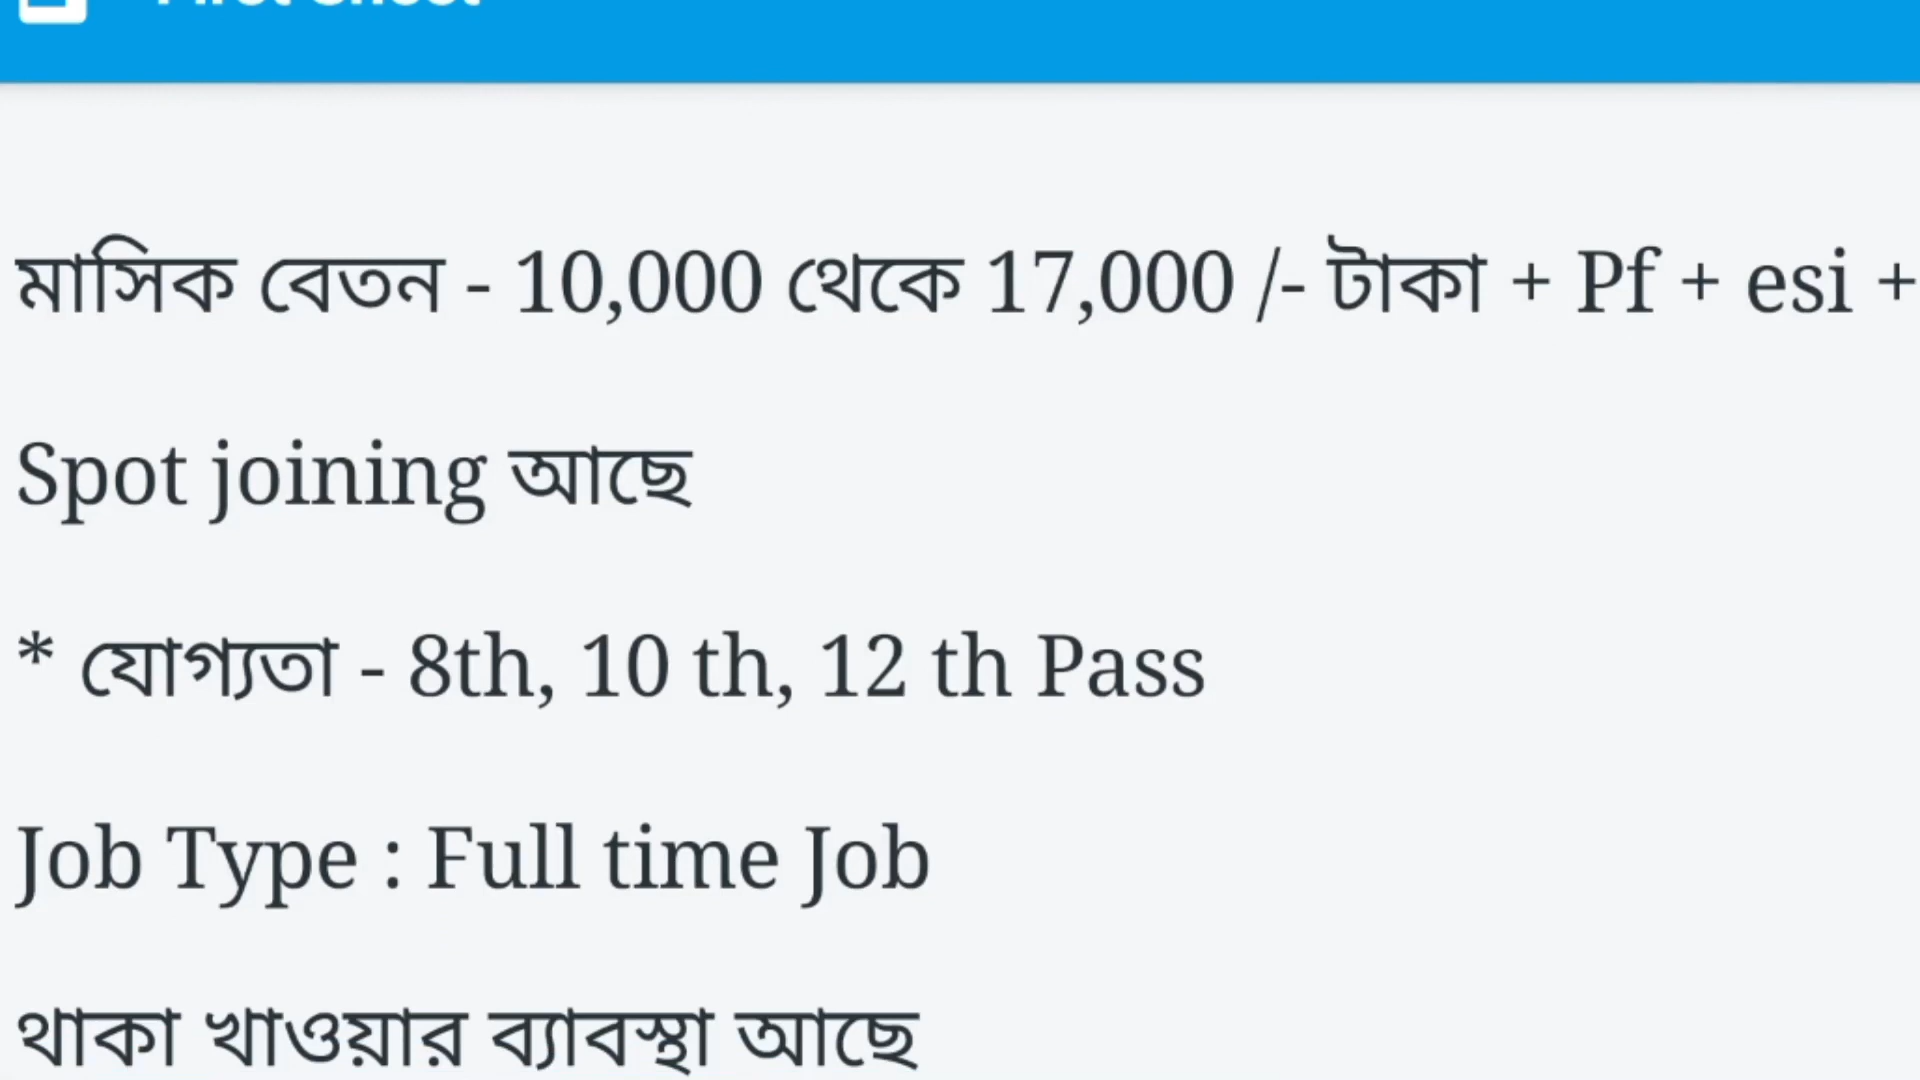 মাসিক বেতন - 10,000 থেকে 17,000 /- টাকা + Pf + esi +
Spot joining আছে
* যোগ্যতা - 8th, 10 th, 12 th Pass
Job Type : Full time Job
থাকা খাওয়ার ব্যাবস্থা আছে